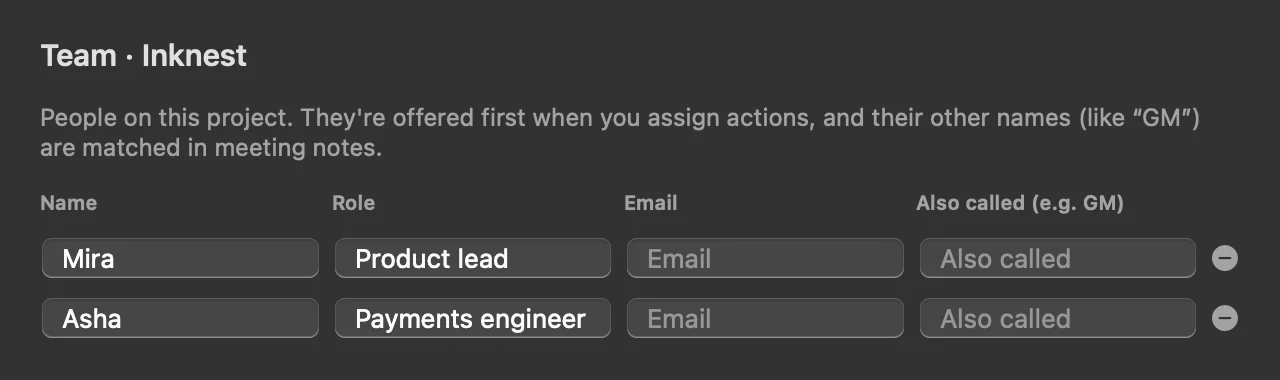 Team · Inknest
People on this project. They're offered first when you assign actions, and their other names (like “GM”)
are matched in meeting notes.
Name Role Email Also called (e.g. GM)
Mira Product lead Email Also called
Asha Payments engineer Email Also called